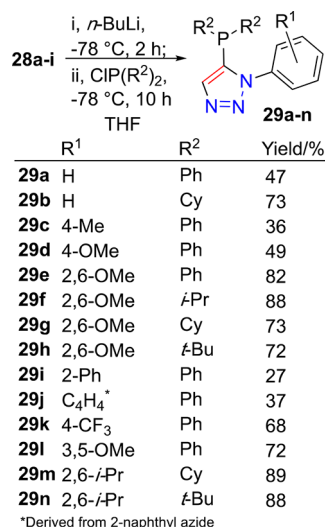 28a-i
i, n-BuLi,
-78 °C, 2 h;
ii, ClP(R²)₂,
-78 °C, 10 h
THF
R² R² R¹
P
N
N=N
29a-n
R¹ R² Yield/%
29a H Ph 47
29b H Cy 73
29c 4-Me Ph 36
29d 4-OMe Ph 49
29e 2,6-OMe Ph 82
29f 2,6-OMe i-Pr 88
29g 2,6-OMe Cy 73
29h 2,6-OMe t-Bu 72
29i 2-Ph Ph 27
29j C₄H₄* Ph 37
29k 4-CF₃ Ph 68
29l 3,5-OMe Ph 72
29m 2,6-i-Pr Cy 89
29n 2,6-i-Pr t-Bu 88
*Derived from 2-naphthyl azide